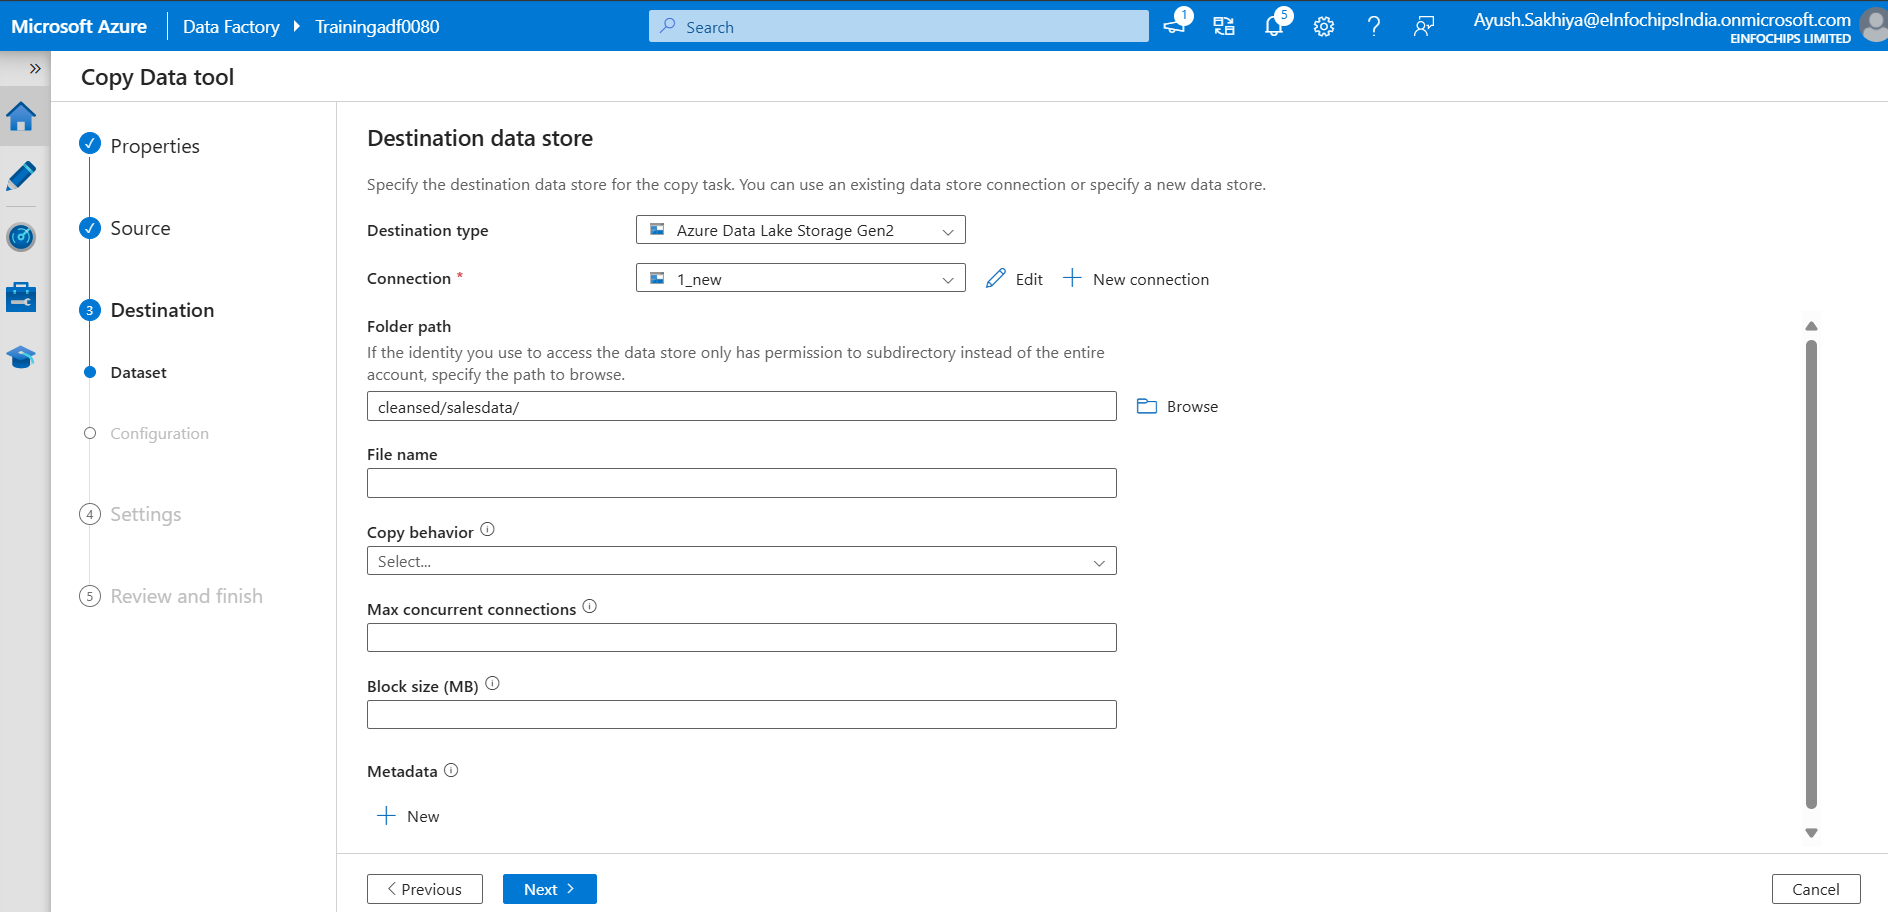 Microsoft Azure
Data Factory
Trainingadf0080
Search
1
5
Ayush.Sakhiya@eInfochipsIndia.onmicrosoft.com
EINFOCHIPS LIMITED
Copy Data tool
Properties
Source
3 Destination
Dataset
Configuration
4 Settings
5 Review and finish
Destination data store
Specify the destination data store for the copy task. You can use an existing data store connection or specify a new data store.
Destination type
Azure Data Lake Storage Gen2
Connection *
1_new
Edit
New connection
Folder path
If the identity you use to access the data store only has permission to subdirectory instead of the entire
account, specify the path to browse.
cleansed/salesdata/
Browse
File name
Copy behavior
Select...
Max concurrent connections
Block size (MB)
Metadata
New
Previous
Next
Cancel